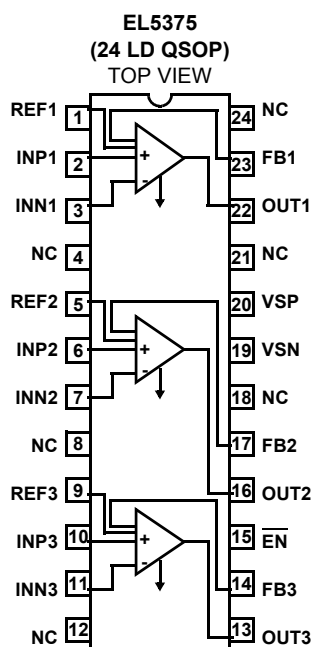 EL5375
(24 LD QSOP)
TOP VIEW
REF1 1 24 NC
INP1 2 + 23 FB1
INN1 3 - 22 OUT1
NC 4 21 NC
REF2 5 20 VSP
INP2 6 + 19 VSN
INN2 7 - 18 NC
NC 8 17 FB2
REF3 9 16 OUT2
INP3 10 + 15 E̅N̅
INN3 11 - 14 FB3
NC 12 13 OUT3